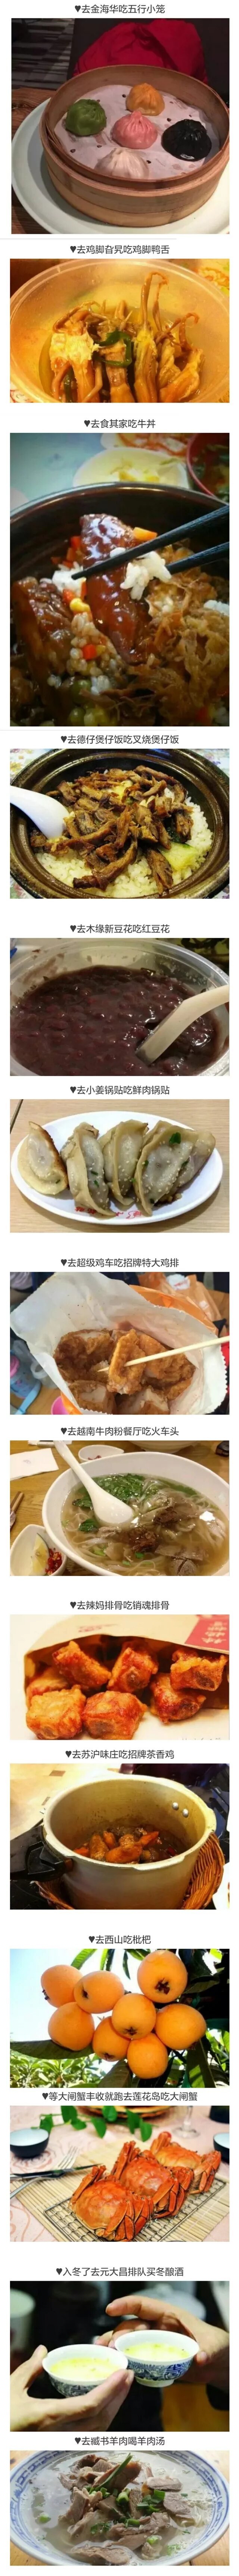 ♥去金海华吃五行小笼
♥去鸡脚旮旯吃鸡脚鸭舌
♥去食其家吃牛丼
♥去德仔煲仔饭吃叉烧煲仔饭
♥去木缘新豆花吃红豆花
♥去小姜锅贴吃鲜肉锅贴
♥去超级鸡车吃招牌特大鸡排
♥去越南牛肉粉餐厅吃火车头
♥去辣妈排骨吃销魂排骨
♥去苏沪味庄吃招牌茶香鸡
♥去西山吃枇杷
♥等大闸蟹丰收就跑去莲花岛吃大闸蟹
♥入冬了去元大昌排队买冬酿酒
♥去臧书羊肉喝羊肉汤